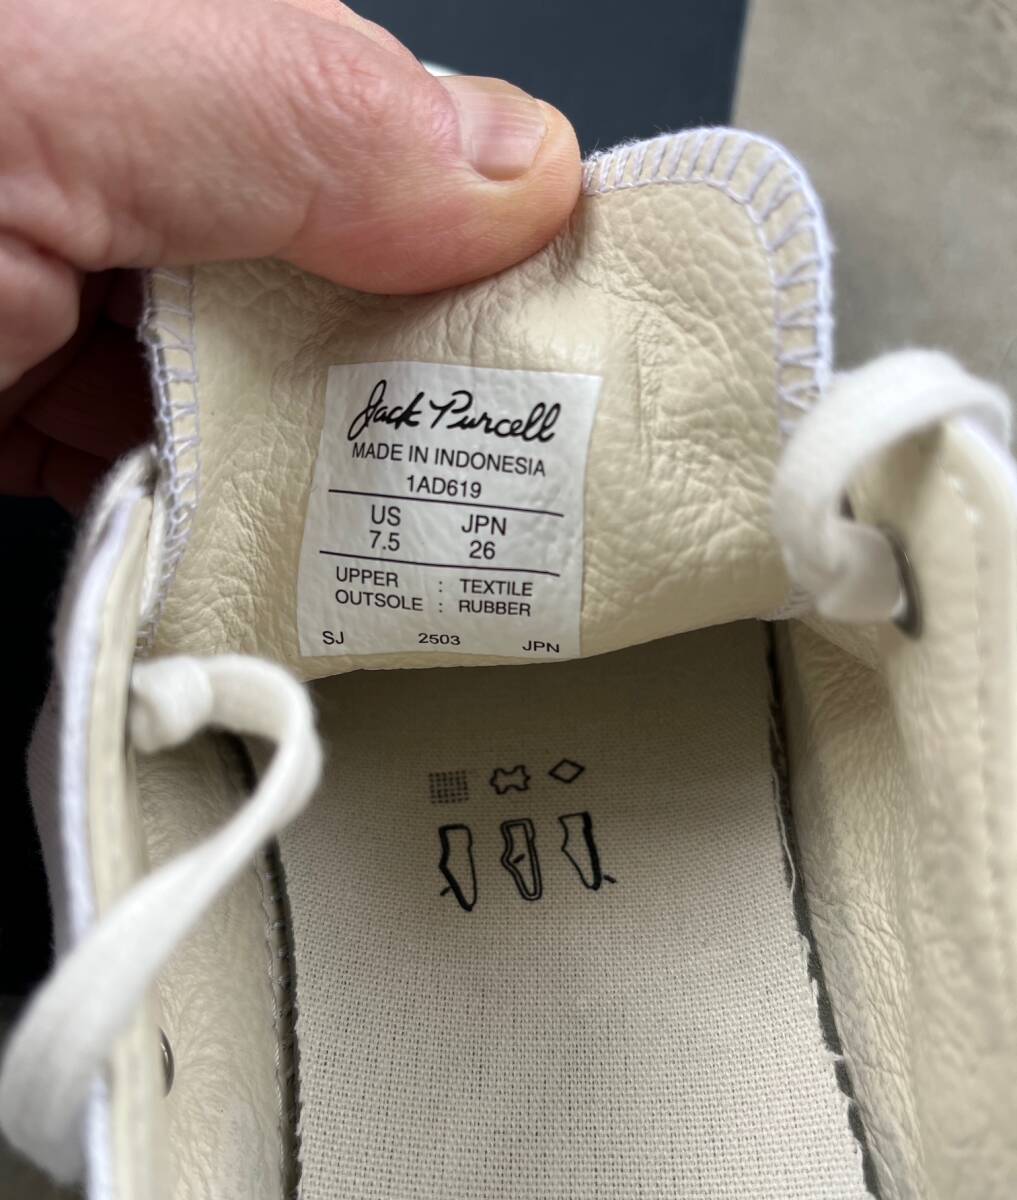 Jack Purcell
MADE IN INDONESIA
1AD619
US JPN
7.5 26
UPPER : TEXTILE
OUTSOLE : RUBBER
SJ 2503 JPN